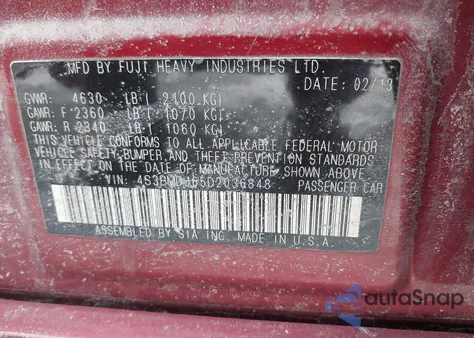 MFD BY FUJI HEAVY INDUSTRIES LTD.
DATE: 02/13
GVWR: 4630 LB ( 2100 KG)
GAWR: F 2360 LB ( 1070 KG)
GAWR: R 2340 LB ( 1060 KG)
THIS VEHICLE CONFORMS TO ALL APPLICABLE FEDERAL MOTOR
VEHICLE SAFETY, BUMPER AND THEFT PREVENTION STANDARDS
IN EFFECT ON THE DATE OF MANUFACTURE SHOWN ABOVE
VIN: PASSENGER CAR
ASSEMBLED BY SIA INC. MADE IN U.S.A.
autoSnap